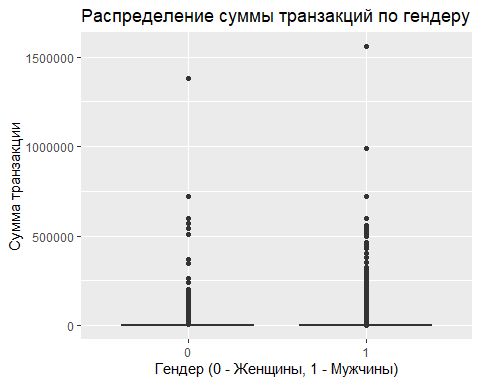 Распределение суммы транзакций по гендеру
Сумма транзакции
1500000
1000000
500000
0
0
1
Гендер (0 - Женщины, 1 - Мужчины)